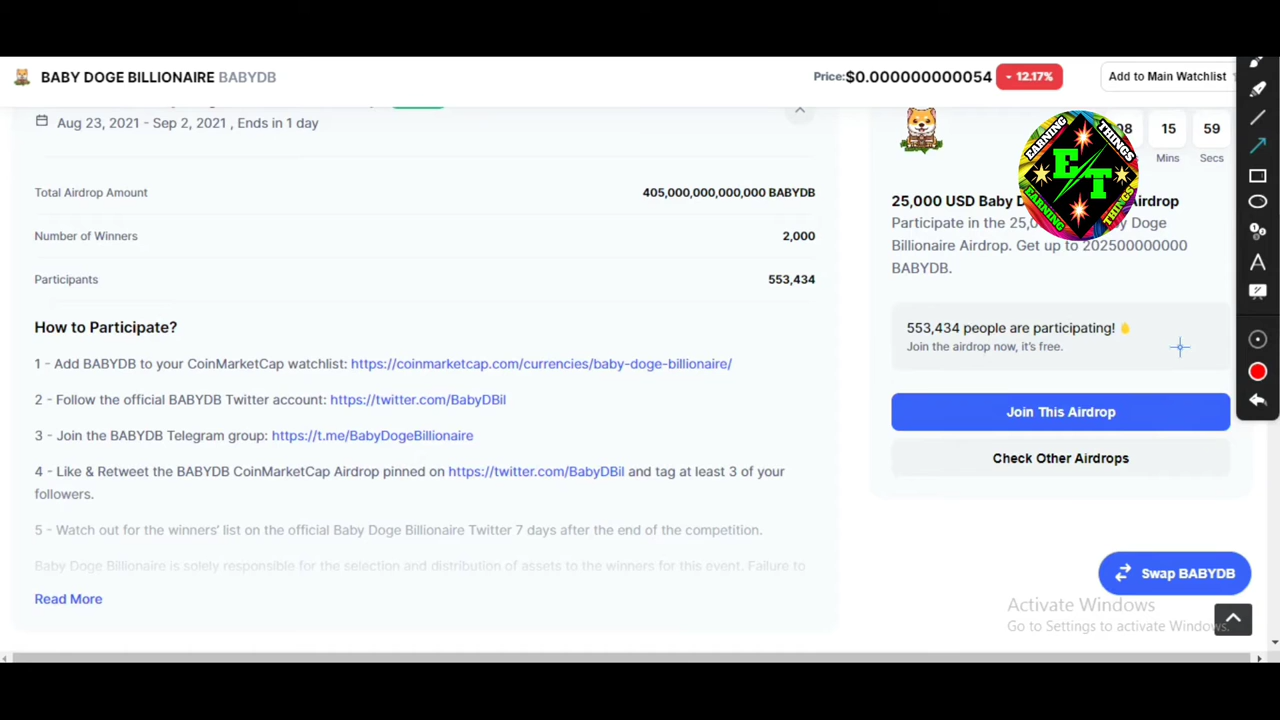 BABY DOGE BILLIONAIRE BABYDB
Price:$0.000000000054 12.17% Add to Main Watchlist
Aug 23, 2021 - Sep 2, 2021 , Ends in 1 day
Total Airdrop Amount 405,000,000,000,000 BABYDB
Number of Winners 2,000
Participants 553,434
How to Participate?
1 - Add BABYDB to your CoinMarketCap watchlist: https://coinmarketcap.com/currencies/baby-doge-billionaire/
2 - Follow the official BABYDB Twitter account: https://twitter.com/BabyDBil
3 - Join the BABYDB Telegram group: https://t.me/BabyDogeBillionaire
4 - Like & Retweet the BABYDB CoinMarketCap Airdrop pinned on https://twitter.com/BabyDBil and tag at least 3 of your
followers.
5 - Watch out for the winners' list on the official Baby Doge Billionaire Twitter 7 days after the end of the competition.
Baby Doge Billionaire is solely responsible for the selection and distribution of assets to the winners for this event. Failure to
Read More
15 59
Mins Secs
EARNING THINGS
ET
EARNING THINGS
25,000 USD Baby Airdrop
Participate in the Doge
Billionaire Airdrop. Get up to 202500000000
BABYDB.
553,434 people are participating!
Join the airdrop now, it's free.
Join This Airdrop
Check Other Airdrops
Swap BABYDB
Activate Windows
Go to Settings to activate Windows.
A